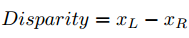 Disparity = x_L − x_R